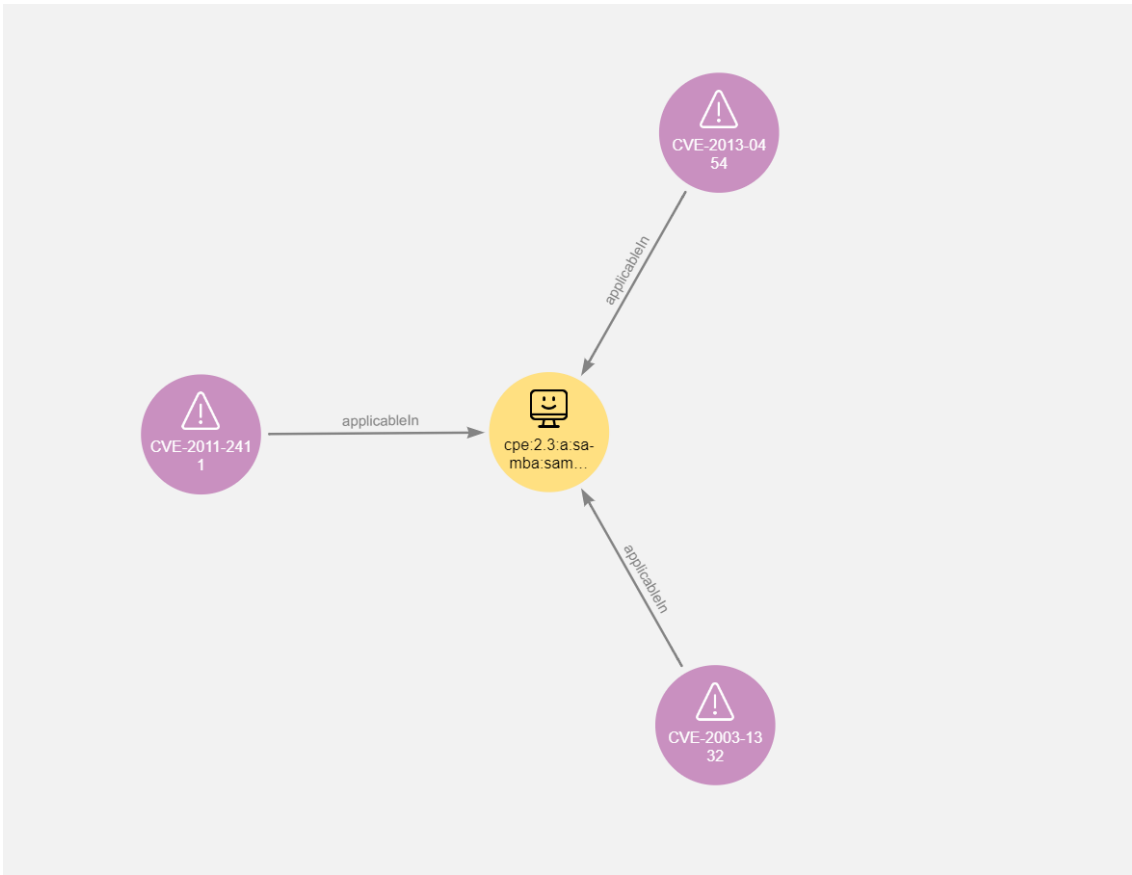 CVE-2013-04
54
applicableIn
applicableIn
CVE-2011-241
1
cpe:2.3:a:sa-
mba:sam...
applicableIn
CVE-2003-13
32